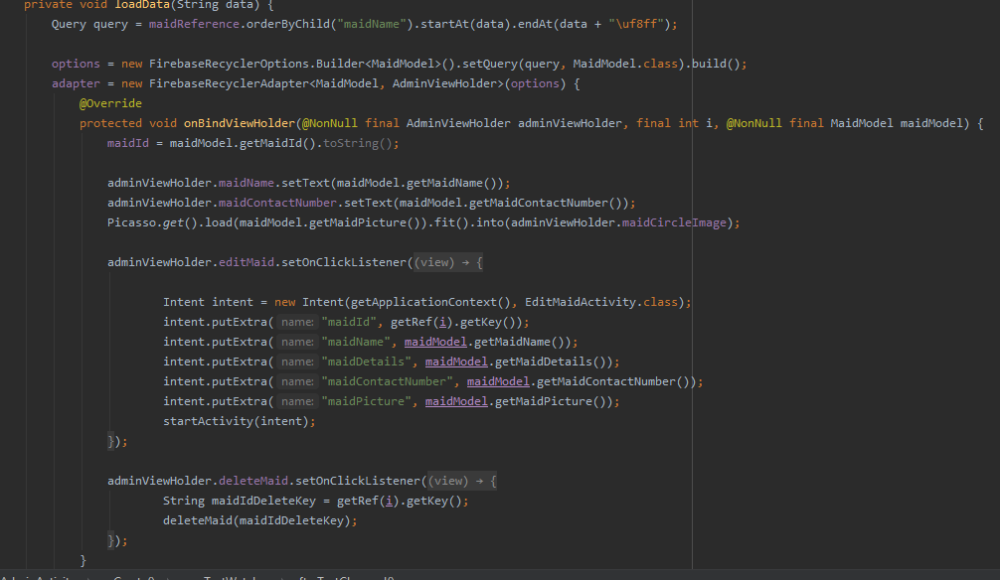 private void loadData(String data) {
Query query = maidReference.orderByChild("maidName").startAt(data).endAt(data + "\uf8ff");
options = new FirebaseRecyclerOptions.Builder<MaidModel>().setQuery(query, MaidModel.class).build();
adapter = new FirebaseRecyclerAdapter<MaidModel, AdminViewHolder>(options) {
@Override
protected void onBindViewHolder(@NonNull final AdminViewHolder adminViewHolder, final int i, @NonNull final MaidModel maidModel) {
maidId = maidModel.getMaidId().toString();
adminViewHolder.maidName.setText(maidModel.getMaidName());
adminViewHolder.maidContactNumber.setText(maidModel.getMaidContactNumber());
Picasso.get().load(maidModel.getMaidPicture()).fit().into(adminViewHolder.maidCircleImage);
adminViewHolder.editMaid.setOnClickListener((view) → {
Intent intent = new Intent(getApplicationContext(), EditMaidActivity.class);
intent.putExtra( name: "maidId", getRef(i).getKey());
intent.putExtra( name: "maidName", maidModel.getMaidName());
intent.putExtra( name: "maidDetails", maidModel.getMaidDetails());
intent.putExtra( name: "maidContactNumber", maidModel.getMaidContactNumber());
intent.putExtra( name: "maidPicture", maidModel.getMaidPicture());
startActivity(intent);
});
adminViewHolder.deleteMaid.setOnClickListener((view) → {
String maidIdDeleteKey = getRef(i).getKey();
deleteMaid(maidIdDeleteKey);
});
}